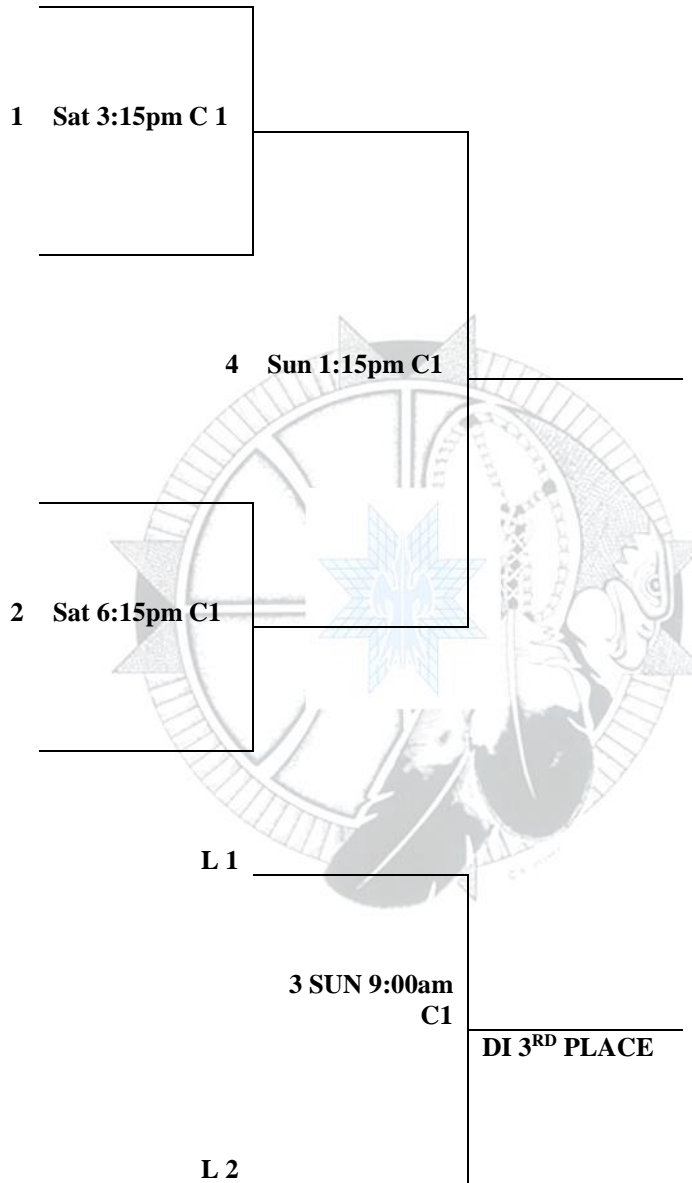 1 Sat 3:15pm C 1
4 Sun 1:15pm C1
2 Sat 6:15pm C1
L 1
3 SUN 9:00am
C1
DI 3RD PLACE
L 2